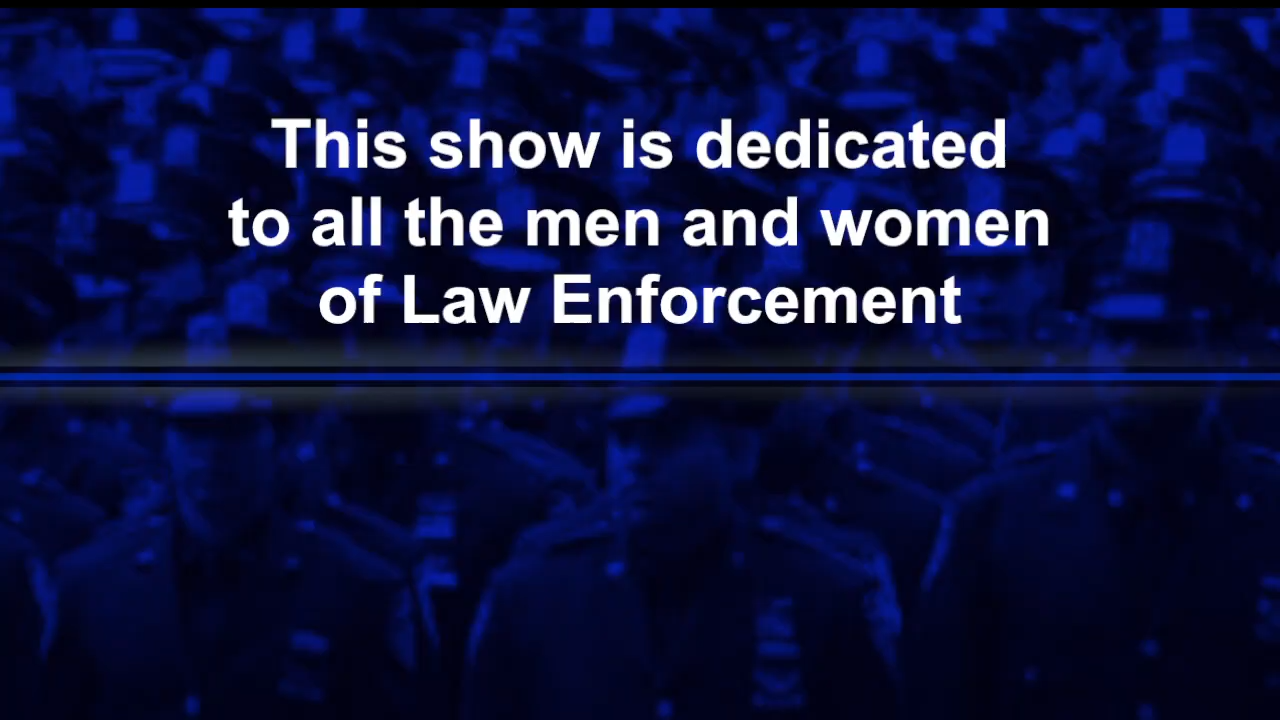 This show is dedicated
to all the men and women
of Law Enforcement